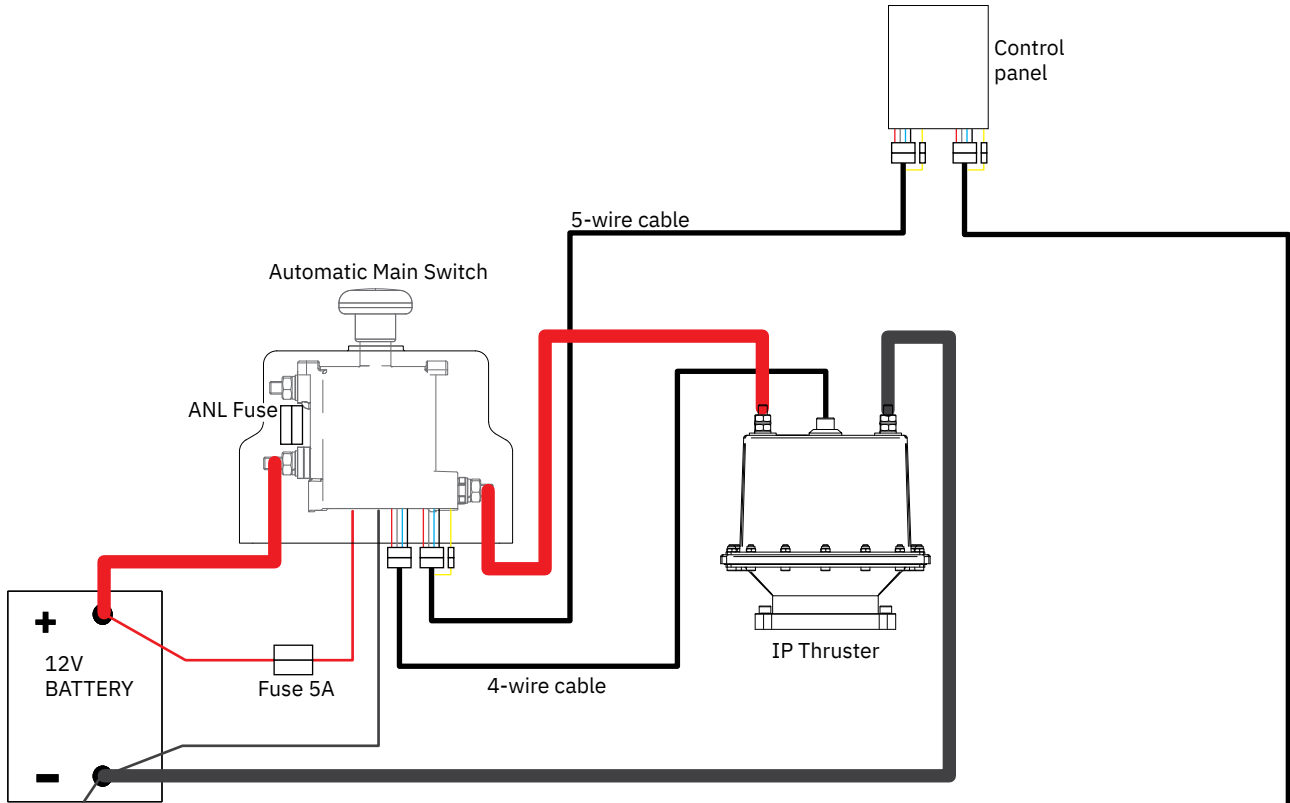 Control
panel
5-wire cable
Automatic Main Switch
ANL Fuse
+
12V
BATTERY
Fuse 5A
4-wire cable
IP Thruster
-